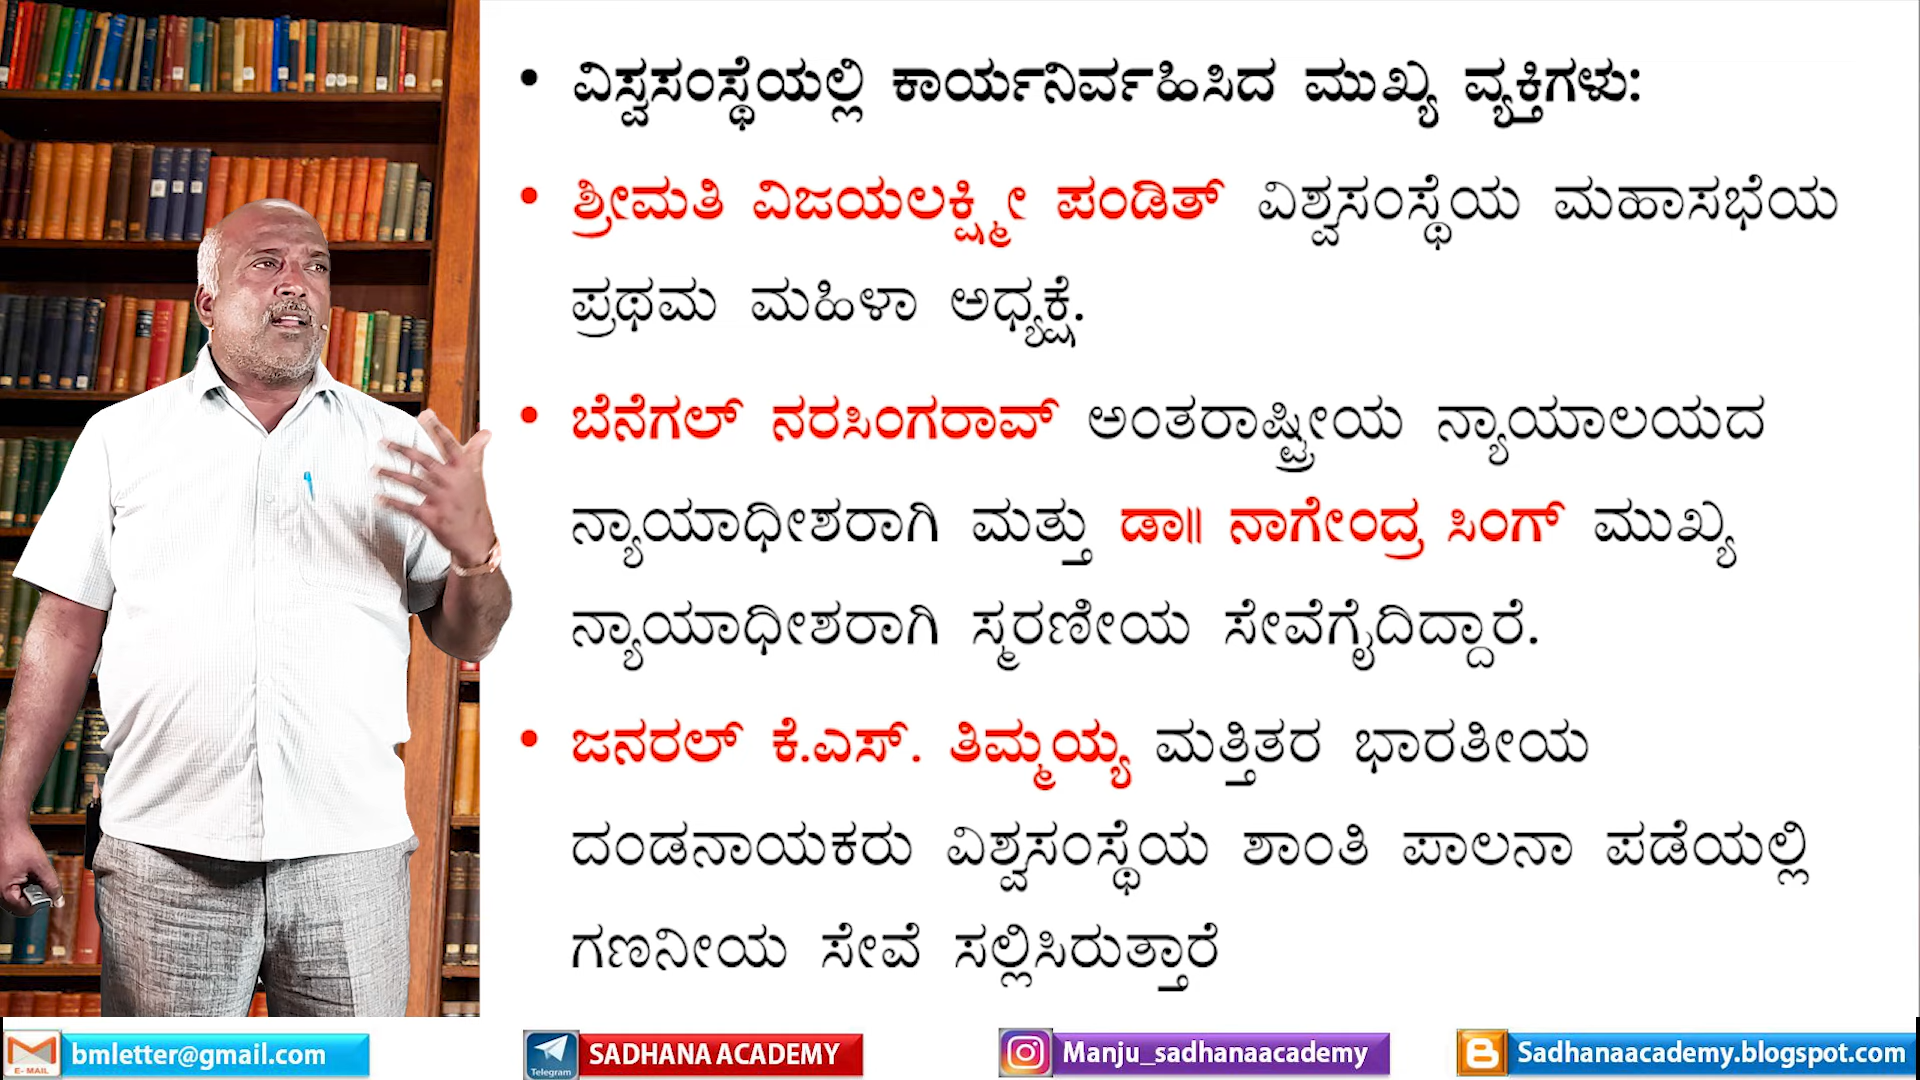 • ವಿಸ್ವಸಂಸ್ಥೆಯಲ್ಲಿ ಕಾರ್ಯನಿರ್ವಹಿಸಿದ ಮುಖ್ಯ ವ್ಯಕ್ತಿಗಳು:
• ಶ್ರೀಮತಿ ವಿಜಯಲಕ್ಷ್ಮೀ ಪಂಡಿತ್ ವಿಶ್ವಸಂಸ್ಥೆಯ ಮಹಾಸಭೆಯ
ಪ್ರಥಮ ಮಹಿಳಾ ಅಧ್ಯಕ್ಷೆ.
• ಬೆನೆಗಲ್ ನರಸಿಂಗರಾವ್ ಅಂತರಾಷ್ಟ್ರೀಯ ನ್ಯಾಯಾಲಯದ
ನ್ಯಾಯಾಧೀಶರಾಗಿ ಮತ್ತು ಡಾ॥ ನಾಗೇಂದ್ರ ಸಿಂಗ್ ಮುಖ್ಯ
ನ್ಯಾಯಾಧೀಶರಾಗಿ ಸ್ಮರಣೀಯ ಸೇವೆಗೈದಿದ್ದಾರೆ.
• ಜನರಲ್ ಕೆ.ಎಸ್. ತಿಮ್ಮಯ್ಯ ಮತ್ತಿತರ ಭಾರತೀಯ
ದಂಡನಾಯಕರು ವಿಶ್ವಸಂಸ್ಥೆಯ ಶಾಂತಿ ಪಾಲನಾ ಪಡೆಯಲ್ಲಿ
ಗಣನೀಯ ಸೇವೆ ಸಲ್ಲಿಸಿರುತ್ತಾರೆ
E- MAIL bmletter@gmail.com Telegram SADHANA ACADEMY Manju_sadhanaacademy Sadhanaacademy.blogspot.com